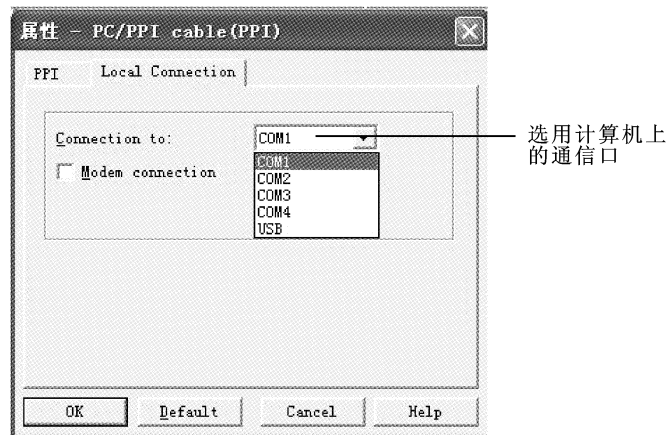 属性 - PC/PPI cable(PPI)
PPI
Local Connection
Connection to:
COM1
选用计算机上
的通信口
Modem connection
COM1
COM2
COM3
COM4
USB
OK
Default
Cancel
Help